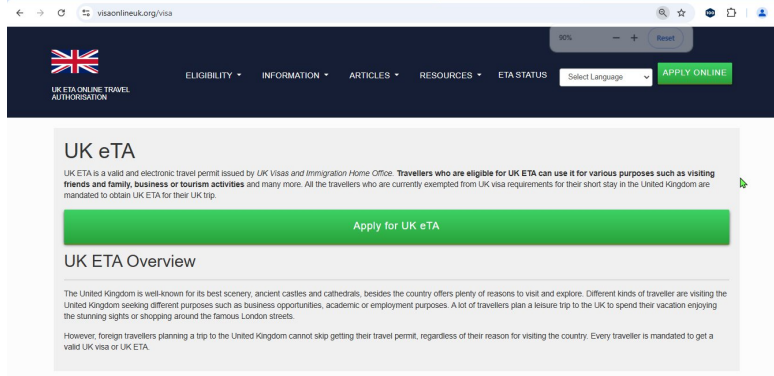 visaonlineuk.org/visa
90% − + Reset
UK ETA ONLINE TRAVEL
AUTHORISATION
ELIGIBILITY INFORMATION ARTICLES RESOURCES ETA STATUS Select Language APPLY ONLINE
UK eTA
UK ETA is a valid and electronic travel permit issued by UK Visas and Immigration Home Office. Travellers who are eligible for UK ETA can use it for various purposes such as visiting
friends and family, business or tourism activities and many more. All the travellers who are currently exempted from UK visa requirements for their short stay in the United Kingdom are
mandated to obtain UK ETA for their UK trip.
Apply for UK eTA
UK ETA Overview
The United Kingdom is well-known for its best scenery, ancient castles and cathedrals, besides the country offers plenty of reasons to visit and explore. Different kinds of traveller are visiting the
United Kingdom seeking different purposes such as business opportunities, academic or employment purposes. A lot of travellers plan a leisure trip to the UK to spend their vacation enjoying
the stunning sights or shopping around the famous London streets.
However, foreign travellers planning a trip to the United Kingdom cannot skip getting their travel permit, regardless of their reason for visiting the country. Every traveller is mandated to get a
valid UK visa or UK ETA.